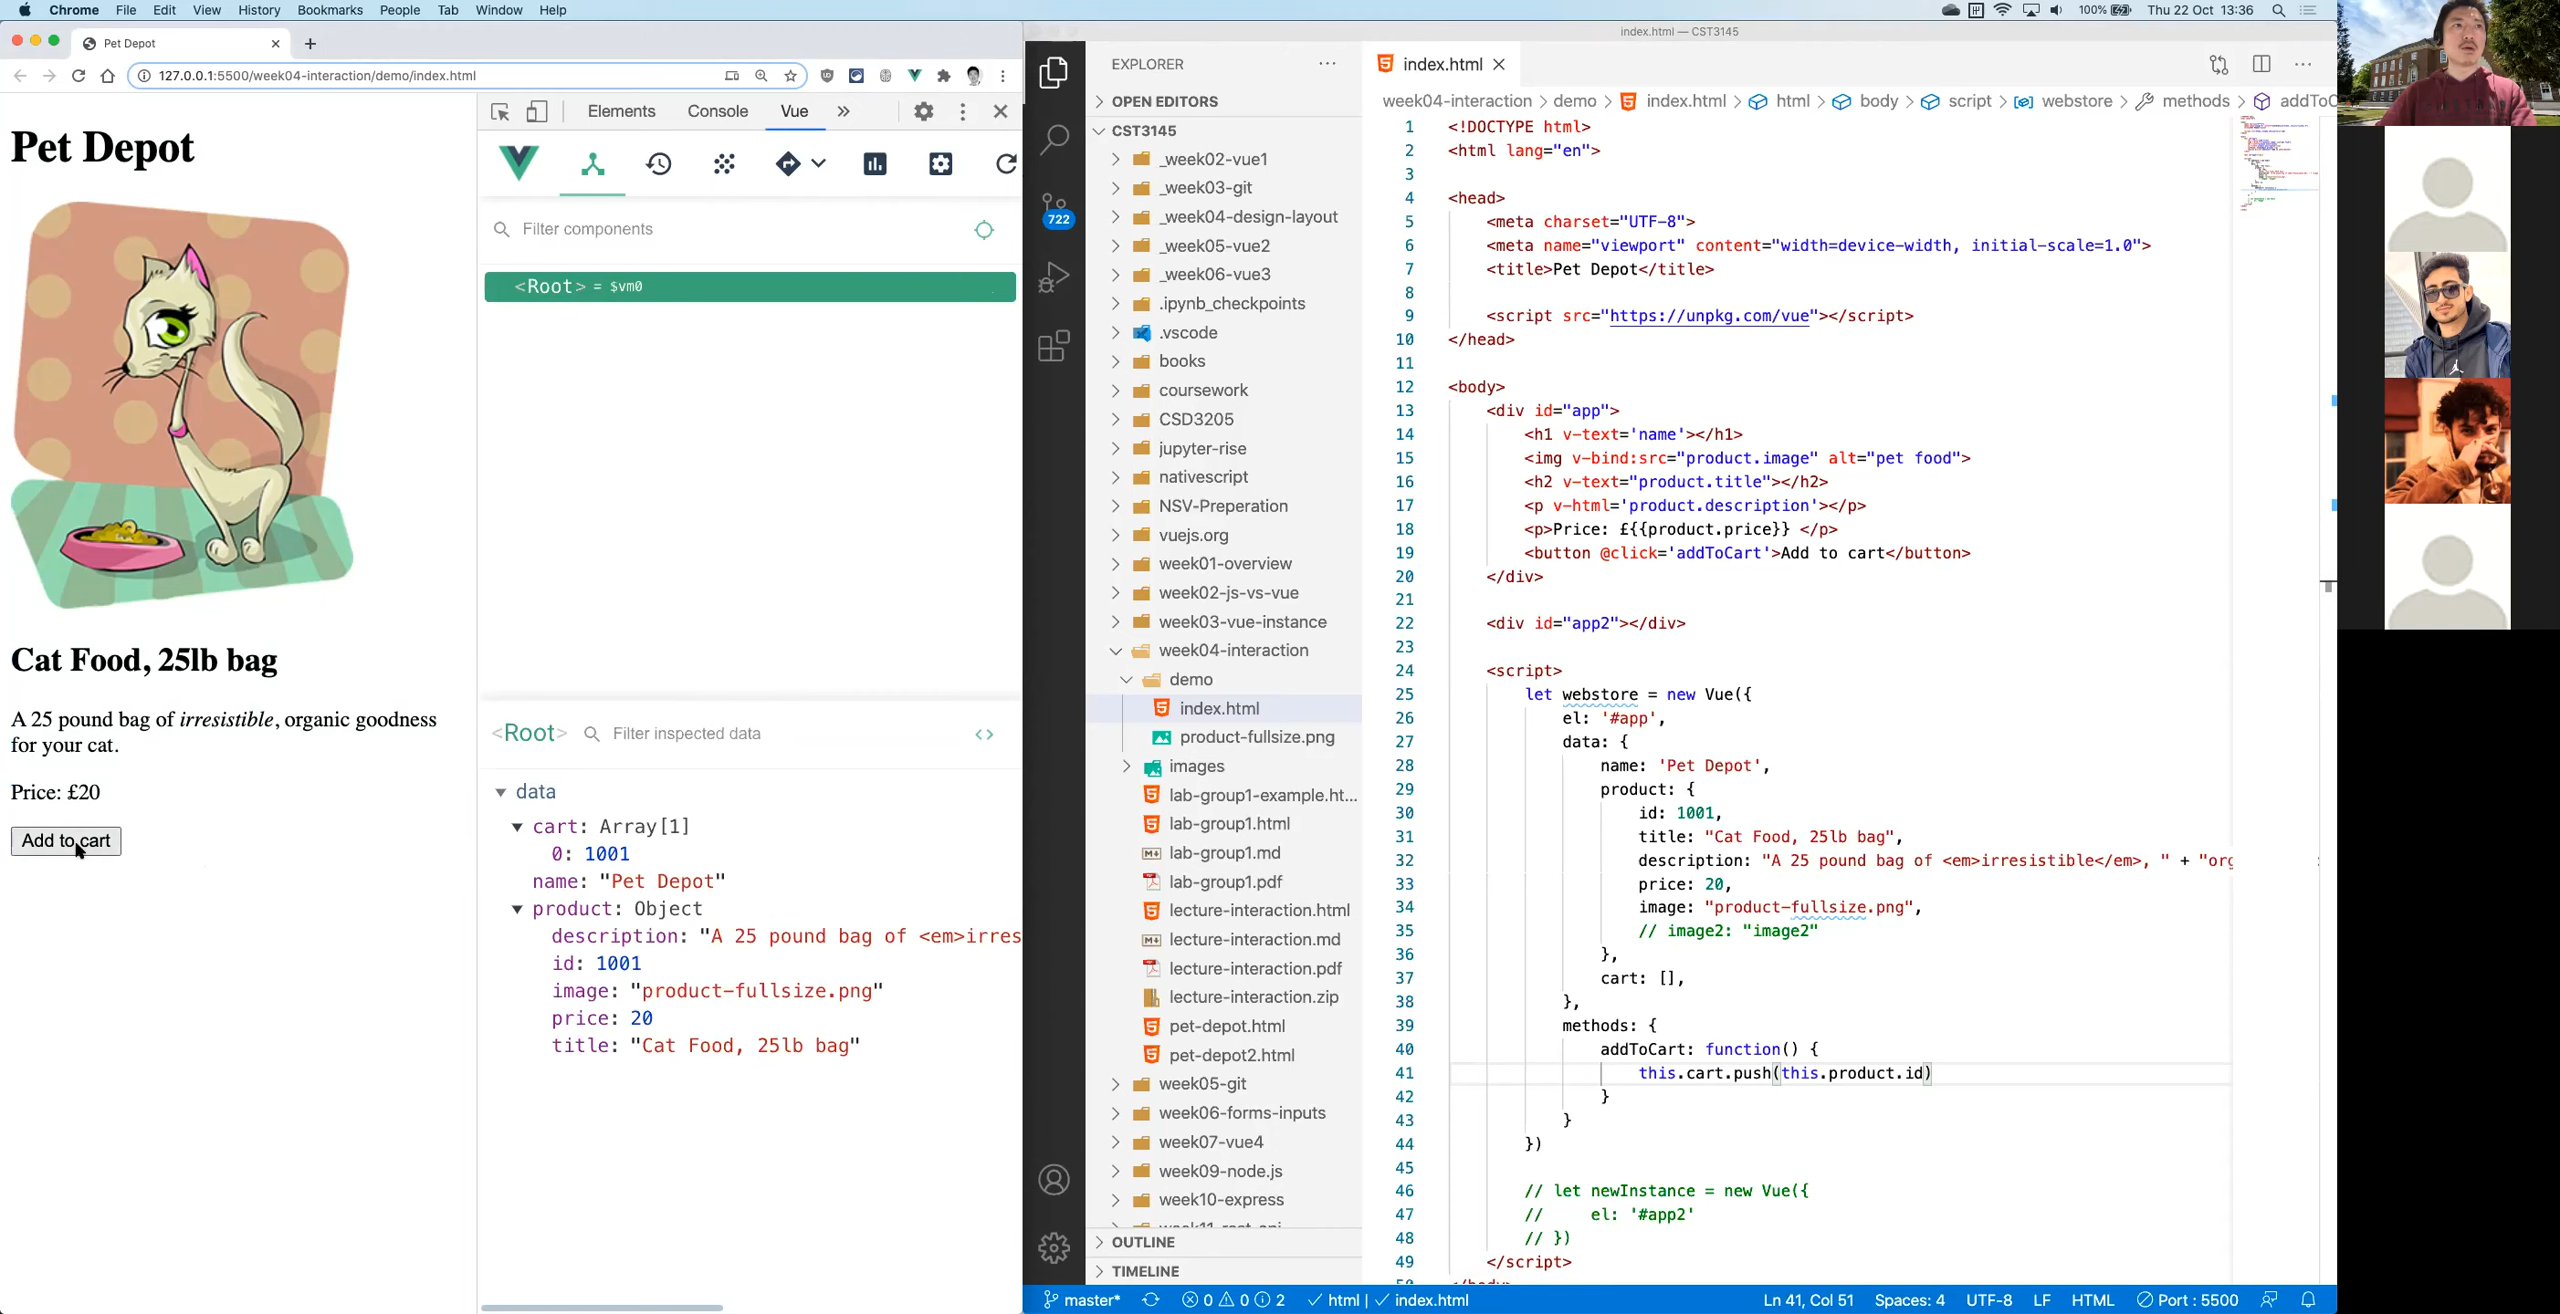 Chrome File Edit View History Bookmarks People Tab Window Help
100% Thu 22 Oct 13:36
Pet Depot
127.0.0.1:5500/week04-interaction/demo/index.html
Pet Depot
Cat Food, 25lb bag
A 25 pound bag of irresistible, organic goodness
for your cat.
Price: £20
Add to cart
Elements Console Vue
Filter components
<Root> = $vm0
<Root> Filter inspected data
data
cart: Array[1]
0: 1001
name: "Pet Depot"
product: Object
description: "A 25 pound bag of <em>irres
id: 1001
image: "product-fullsize.png"
price: 20
title: "Cat Food, 25lb bag"
index.html — CST3145
722
EXPLORER
OPEN EDITORS
CST3145
_week02-vue1
_week03-git
_week04-design-layout
_week05-vue2
_week06-vue3
.ipynb_checkpoints
.vscode
books
coursework
CSD3205
jupyter-rise
nativescript
NSV-Preperation
vuejs.org
week01-overview
week02-js-vs-vue
week03-vue-instance
week04-interaction
demo
index.html
product-fullsize.png
images
lab-group1-example.ht...
lab-group1.html
lab-group1.md
lab-group1.pdf
lecture-interaction.html
lecture-interaction.md
lecture-interaction.pdf
lecture-interaction.zip
pet-depot.html
pet-depot2.html
week05-git
week06-forms-inputs
week07-vue4
week09-node.js
week10-express
OUTLINE
TIMELINE
index.html
week04-interaction > demo > index.html > html > body > script > webstore > methods > addToC
1 <!DOCTYPE html>
2 <html lang="en">
3
4 <head>
5 <meta charset="UTF-8">
6 <meta name="viewport" content="width=device-width, initial-scale=1.0">
7 <title>Pet Depot</title>
8
9 <script src="https://unpkg.com/vue"></script>
10 </head>
11
12 <body>
13 <div id="app">
14 <h1 v-text='name'></h1>
15 <img v-bind:src="product.image" alt="pet food">
16 <h2 v-text="product.title"></h2>
17 <p v-html='product.description'></p>
18 <p>Price: £{{product.price}} </p>
19 <button @click='addToCart'>Add to cart</button>
20 </div>
21
22 <div id="app2"></div>
23
24 <script>
25 let webstore = new Vue({
26 el: '#app',
27 data: {
28 name: 'Pet Depot',
29 product: {
30 id: 1001,
31 title: "Cat Food, 25lb bag",
32 description: "A 25 pound bag of <em>irresistible</em>, " + "org
33 price: 20,
34 image: "product-fullsize.png",
35 // image2: "image2"
36 },
37 cart: [],
38 },
39 methods: {
40 addToCart: function() {
41 this.cart.push(this.product.id)
42 }
43 }
44 })
45
46 // let newInstance = new Vue({
47 // el: '#app2'
48 // })
49 </script>
master* 0 0 2 html | index.html Ln 41, Col 51 Spaces: 4 UTF-8 LF HTML Port : 5500